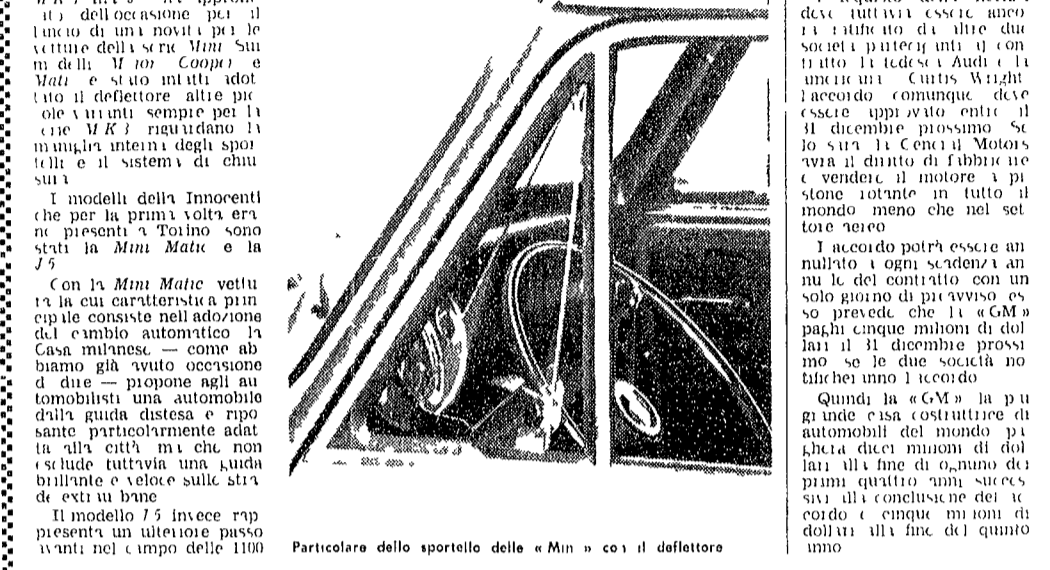 dell'occasione per il
lancio di una novità per le
vetture della serie Mini Sui
modelli Minor Cooper e
Matic è stato infatti adot
tato il deflettore altre pic
cole varianti sempre per la
serie MK3 riguardano la
maniglia interna degli spor
telli e il sistema di chiu
sura
I modelli della Innocenti
che per la prima volta era
no presenti a Torino sono
stati la Mini Matic e la
J5
Con la Mini Matic vettu
ra la cui caratteristica prin
cipale consiste nell'adozione
del cambio automatico la
Casa milanese — come ab
biamo già avuto occasione
di dire — propone agli au
tomobilisti una automobile
dalla guida distesa e ripo
sante particolarmente adat
ta alla città ma che non
esclude tuttavia una guida
brillante e veloce sulle stra
de extraurbane
Il modello J5 invece rap
presenta un ulteriore passo
avanti nel campo delle 1100
Particolare dello sportello delle « Mini » con il deflettore
deve tuttavia essere anco
ra ratificato da altre due
società partecipanti al con
tratto la tedesca Audi e la
americana Curtis Wright
l'accordo comunque deve
essere approvato entro il
31 dicembre prossimo So
lo sarà la General Motors
avrà il diritto di fabbricare
e vendere il motore a pi
stone rotante in tutto il
mondo meno che nel set
tore aereo
L'accordo potrà essere an
nullato a ogni scadenza an
nuale del contratto con un
solo giorno di preavviso es
so prevede che la « GM »
paghi cinque milioni di dol
lari il 31 dicembre prossi
mo se le due società no
tificheranno l'accordo
Quindi la « GM » la più
grande casa costruttrice di
automobili del mondo pa
gherà dieci milioni di dol
lari alla fine di ognuno dei
primi quattro anni succes
sivi alla conclusione del ac
cordo e cinque milioni di
dollari alla fine del quinto
anno